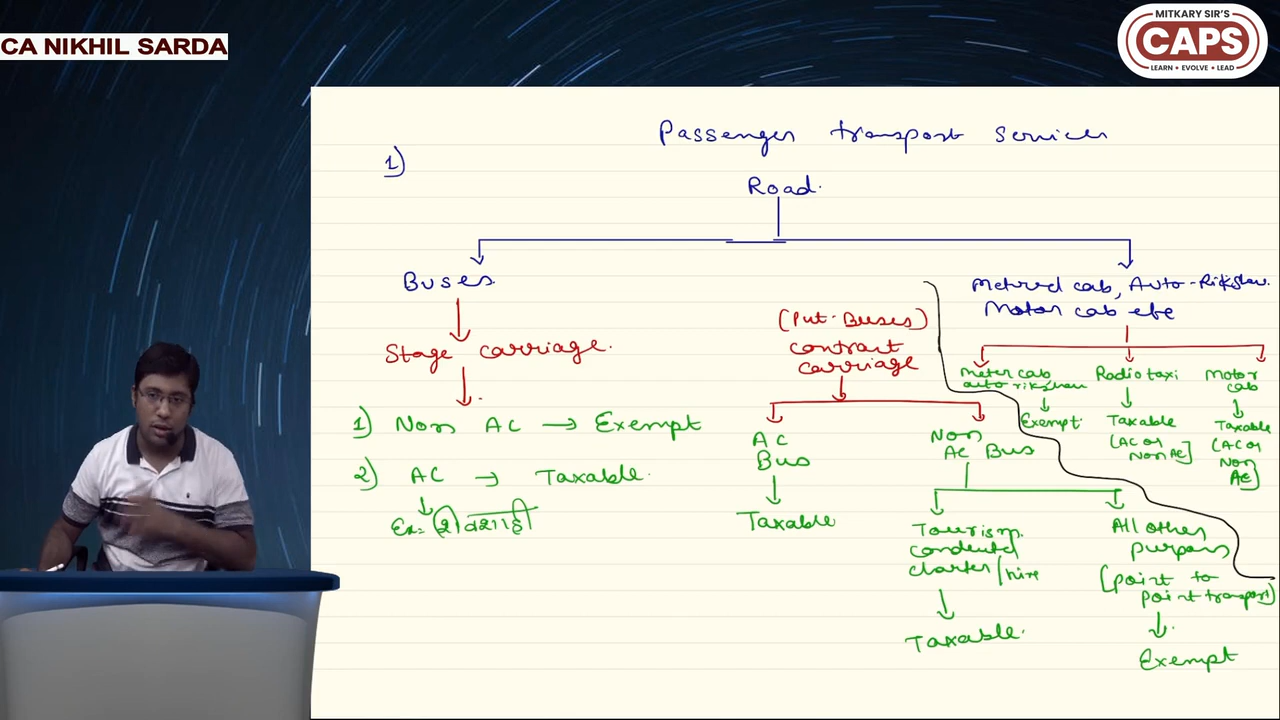 CA NIKHIL SARDA
MITKARY SIR'S
CAPS
LEARN • EVOLVE • LEAD
Passenger transport services
1)
Road.
Buses
Stage carriage.
1) Non AC → Exempt
2) AC → Taxable.
Ex:
(Pvt. Buses)
contract
carriage
AC
Bus
Taxable
Non
AC Bus
Tourism
conducted
charter/hire
Taxable.
All other
purpose
(point to
point transport)
Exempt
Metered cab, Auto-Rikshaw.
Motor cab etc
Meter cab
auto rikshaw
Exempt
Radio taxi
Taxable
[AC or
Non AC]
Motor
cab
Taxable
[AC or
Non
AC]